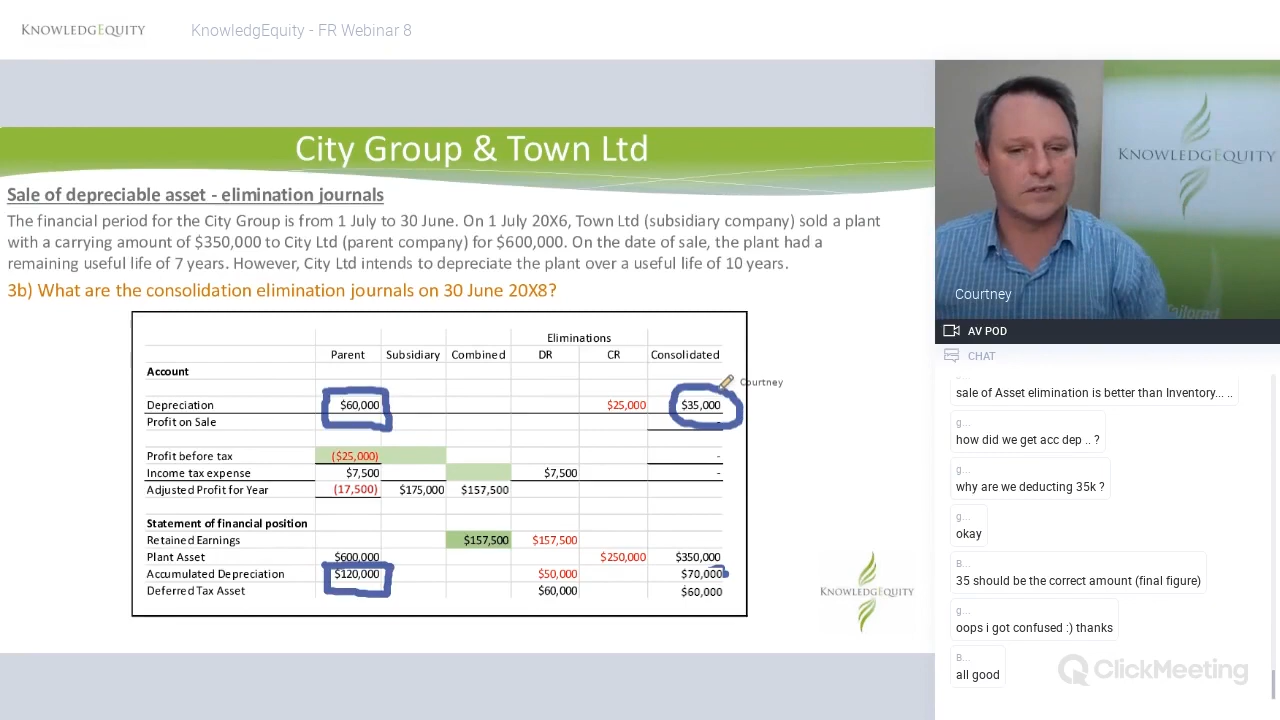 KNOWLEDGEQUITY
KnowledgEquity - FR Webinar 8
City Group & Town Ltd
Sale of depreciable asset - elimination journals
The financial period for the City Group is from 1 July to 30 June. On 1 July 20X6, Town Ltd (subsidiary company) sold a plant
with a carrying amount of $350,000 to City Ltd (parent company) for $600,000. On the date of sale, the plant had a
remaining useful life of 7 years. However, City Ltd intends to depreciate the plant over a useful life of 10 years.
3b) What are the consolidation elimination journals on 30 June 20X8?
Eliminations
Parent Subsidiary Combined DR CR Consolidated
Account
Courtney
Depreciation $60,000 $25,000 $35,000
Profit on Sale -
Profit before tax ($25,000) -
Income tax expense $7,500 $7,500 -
Adjusted Profit for Year (17,500) $175,000 $157,500
Statement of financial position
Retained Earnings $157,500 $157,500
Plant Asset $600,000 $250,000 $350,000
Accumulated Depreciation $120,000 $50,000 $70,000
Deferred Tax Asset $60,000 $60,000
KNOWLEDGEQUITY
KNOWLEDGEQUITY
Tailored
Courtney
AV POD
CHAT
sale of Asset elimination is better than Inventory... ..
g...
how did we get acc dep .. ?
g...
why are we deducting 35k ?
g...
okay
B...
35 should be the correct amount (final figure)
g...
oops i got confused :) thanks
B...
all good
ClickMeeting